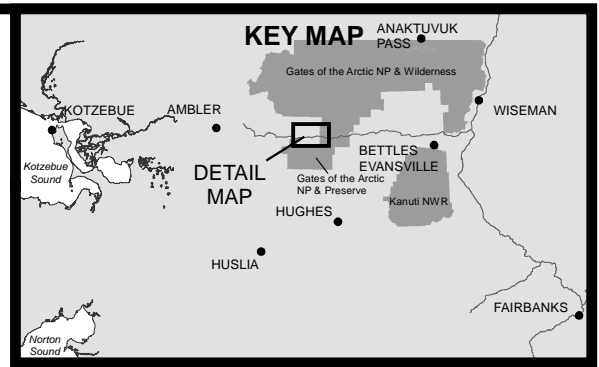 KEY MAP
ANAKTUVUK
PASS
Gates of the Arctic NP & Wilderness
KOTZEBUE
AMBLER
WISEMAN
Kotzebue
Sound
DETAIL
MAP
BETTLES
EVANSVILLE
Gates of the Arctic
NP & Preserve
Kanuti NWR
HUGHES
HUSLIA
FAIRBANKS
Norton
Sound